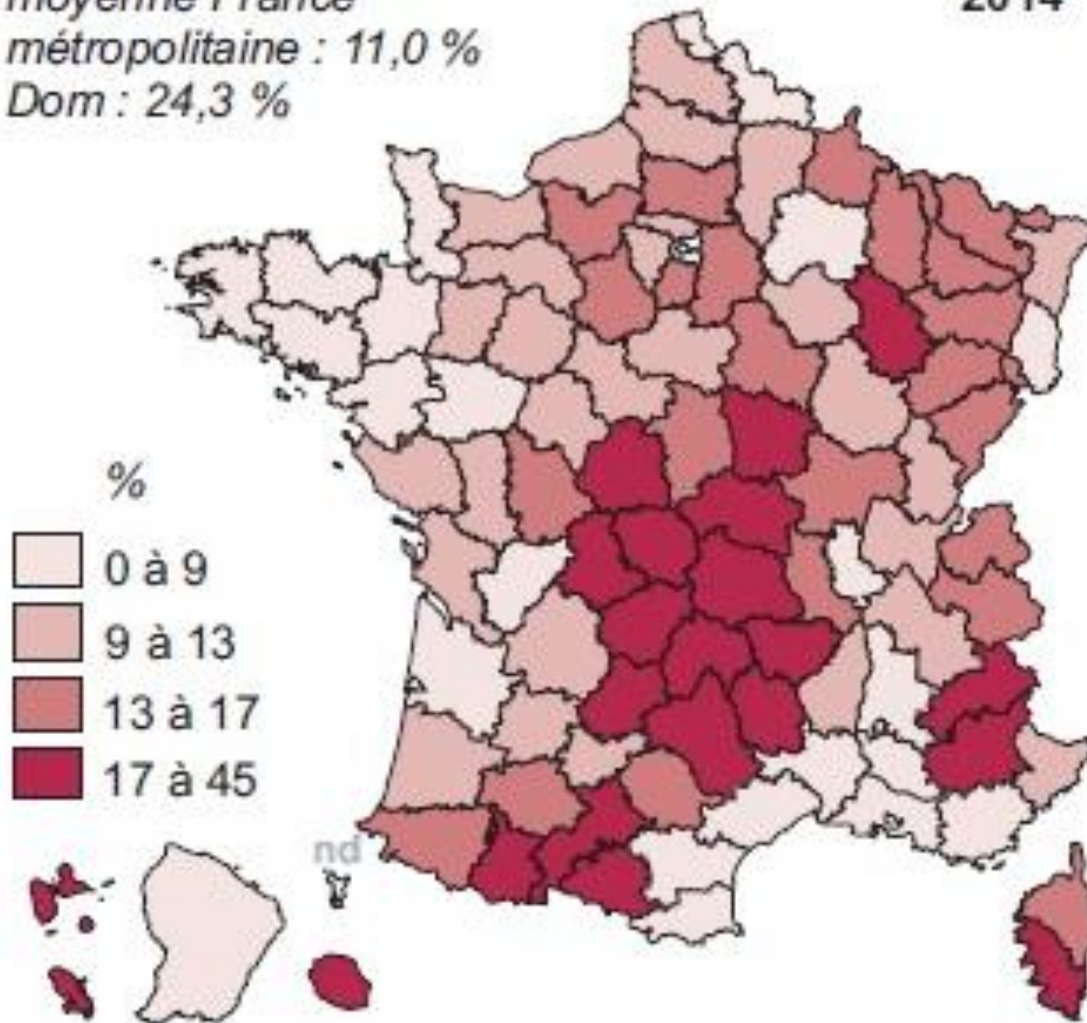 moyenne France
2014
métropolitaine : 11,0 %
Dom : 24,3 %
%
0 à 9
9 à 13
13 à 17
17 à 45
nd